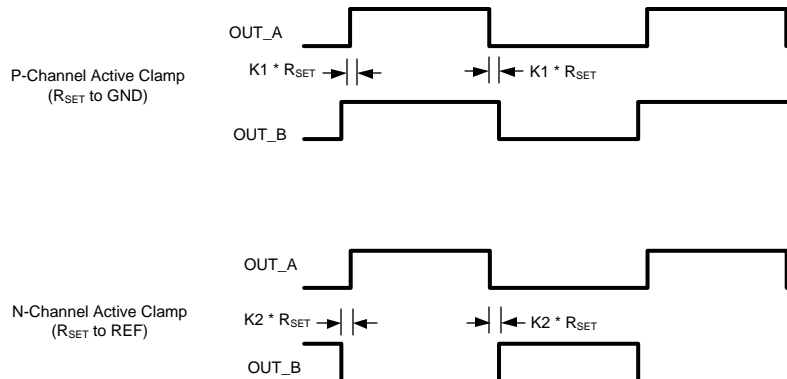 OUT_A
K1 * RSET
K1 * RSET
P-Channel Active Clamp
(RSET to GND)
OUT_B
OUT_A
N-Channel Active Clamp
(RSET to REF)
K2 * RSET
K2 * RSET
OUT_B